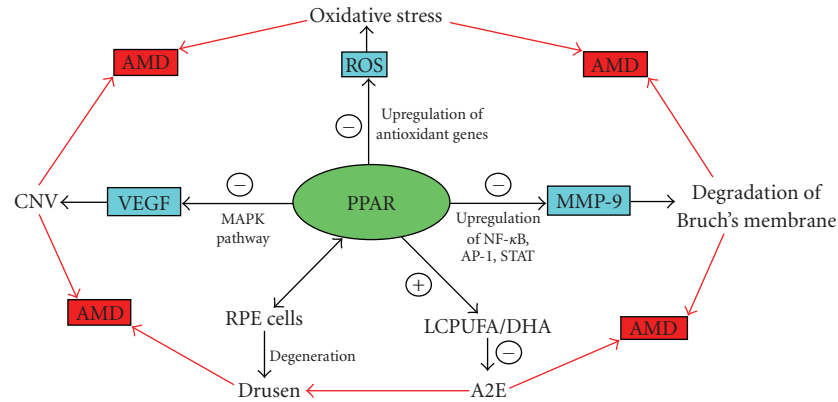 Oxidative stress
AMD
ROS
AMD
Upregulation of
antioxidant genes
−
CNV
VEGF
−
MAPK
pathway
PPAR
−
Upregulation
of NF-κB,
AP-1, STAT
MMP-9
Degradation of
Bruch's membrane
+
AMD
RPE cells
LCPUFA/DHA
AMD
Degeneration
−
Drusen
A2E